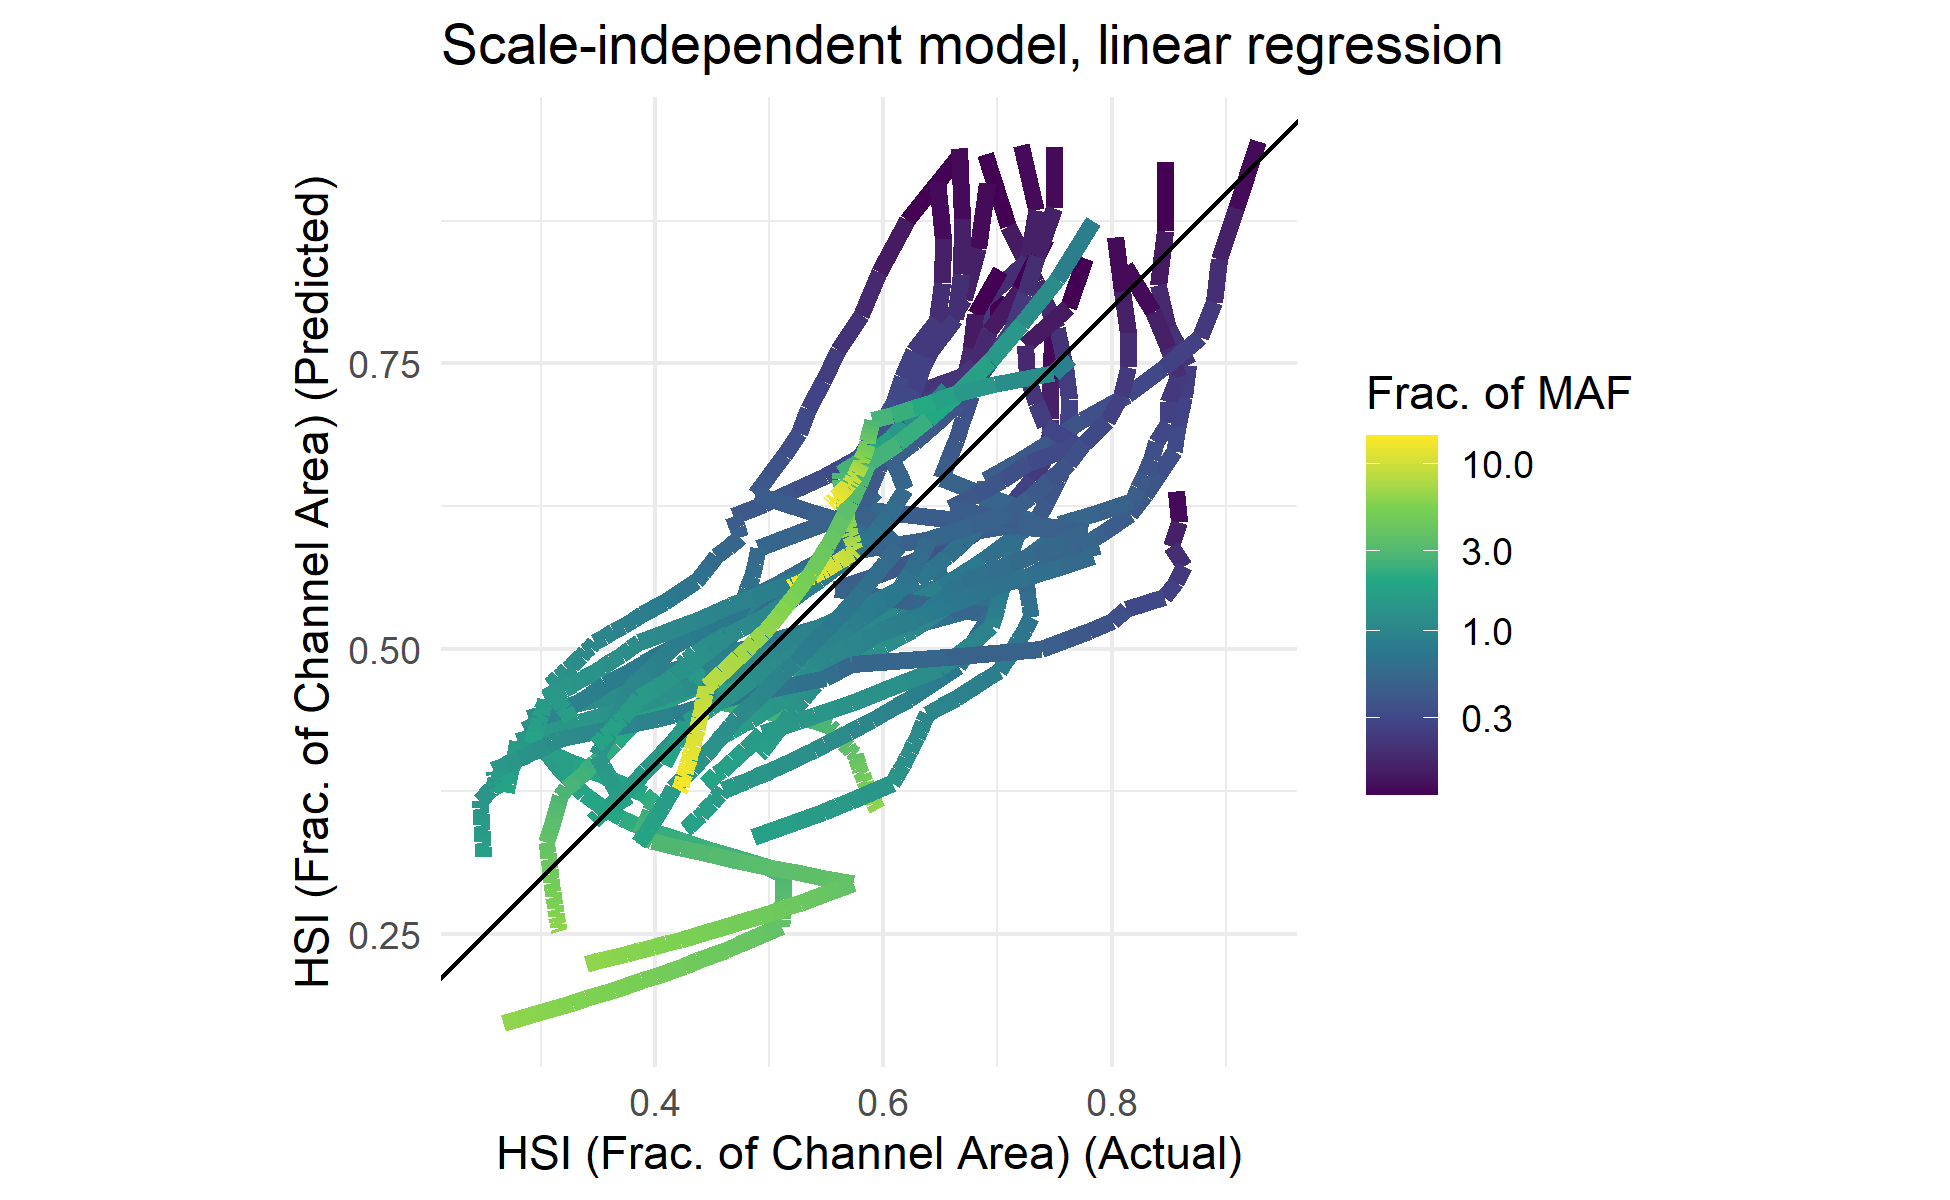 Scale-independent model, linear regression
HSI (Frac. of Channel Area) (Predicted)
0.75
0.50
0.25
0.4
0.6
0.8
HSI (Frac. of Channel Area) (Actual)
Frac. of MAF
10.0
3.0
1.0
0.3